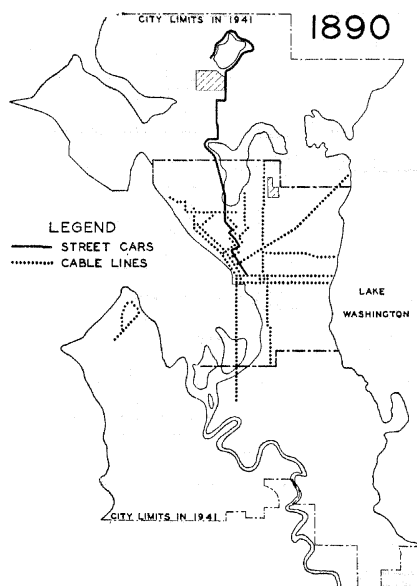 CITY LIMITS IN 1941
1890
LEGEND
STREET CARS
CABLE LINES
LAKE
WASHINGTON
CITY LIMITS IN 1941